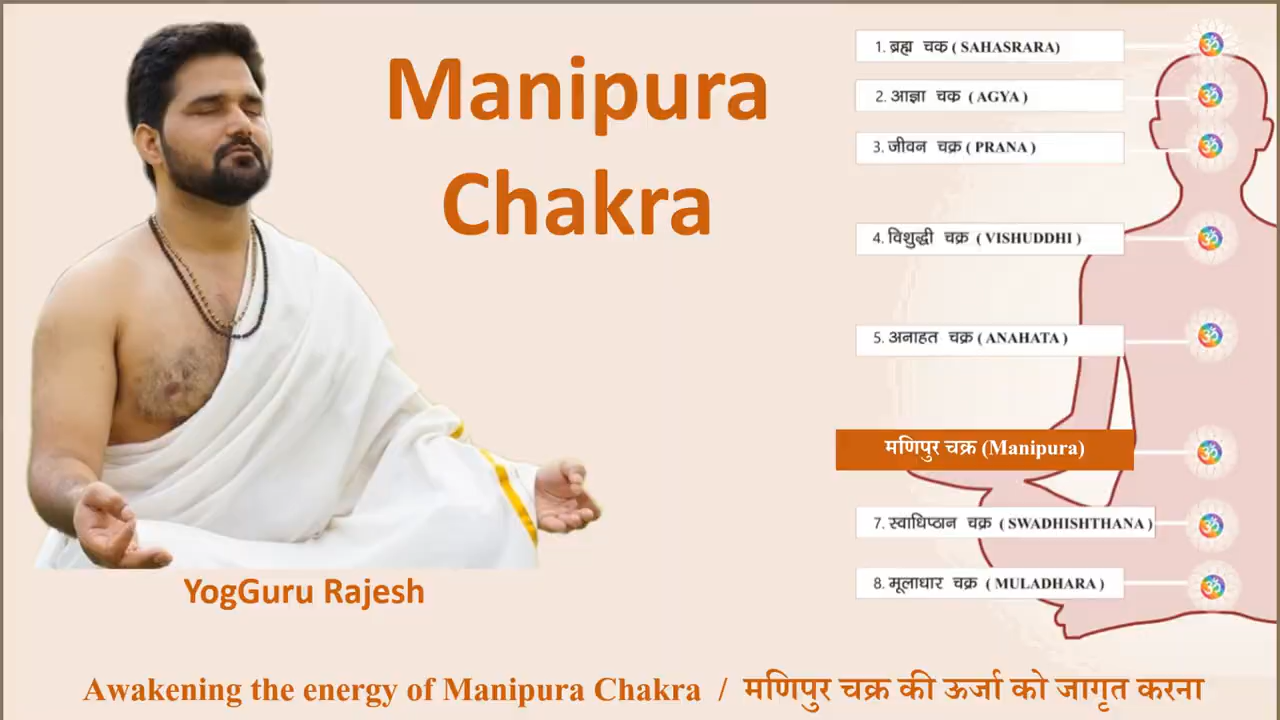 Manipura
Chakra
YogGuru Rajesh
1. ब्रह्म चक ( SAHASRARA)
2. आज्ञा चक ( AGYA )
3. जीवन चक्र ( PRANA )
4. विशुद्धी चक्र ( VISHUDDHI )
5. अनाहत चक्र ( ANAHATA )
मणिपुर चक्र (Manipura)
7. स्वाधिष्ठान चक्र ( SWADHISHTHANA )
8. मूलाधार चक्र ( MULADHARA )
ॐ
ॐ
ॐ
ॐ
ॐ
ॐ
ॐ
ॐ
Awakening the energy of Manipura Chakra / मणिपुर चक्र की ऊर्जा को जागृत करना